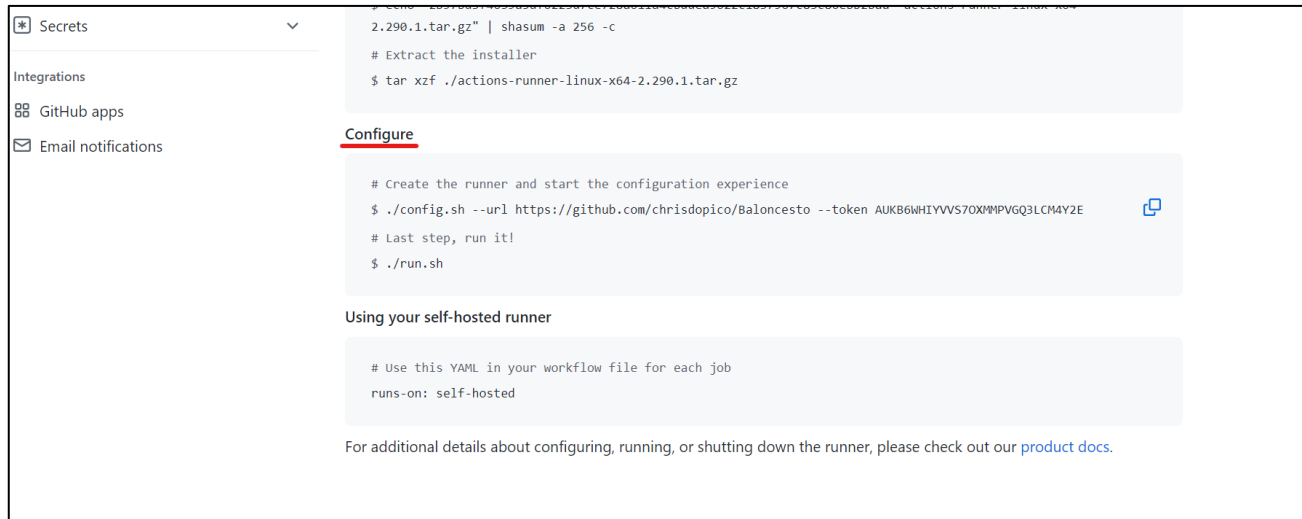 Secrets
2.290.1.tar.gz" | shasum -a 256 -c
# Extract the installer
$ tar xzf ./actions-runner-linux-x64-2.290.1.tar.gz
Integrations
GitHub apps
Email notifications
Configure
# Create the runner and start the configuration experience
$ ./config.sh --url https://github.com/chrisdopico/Baloncesto --token AUKB6WHIYVVS7OXMMPVGQ3LCM4Y2E
# Last step, run it!
$ ./run.sh
Using your self-hosted runner
# Use this YAML in your workflow file for each job
runs-on: self-hosted
For additional details about configuring, running, or shutting down the runner, please check out our product docs.